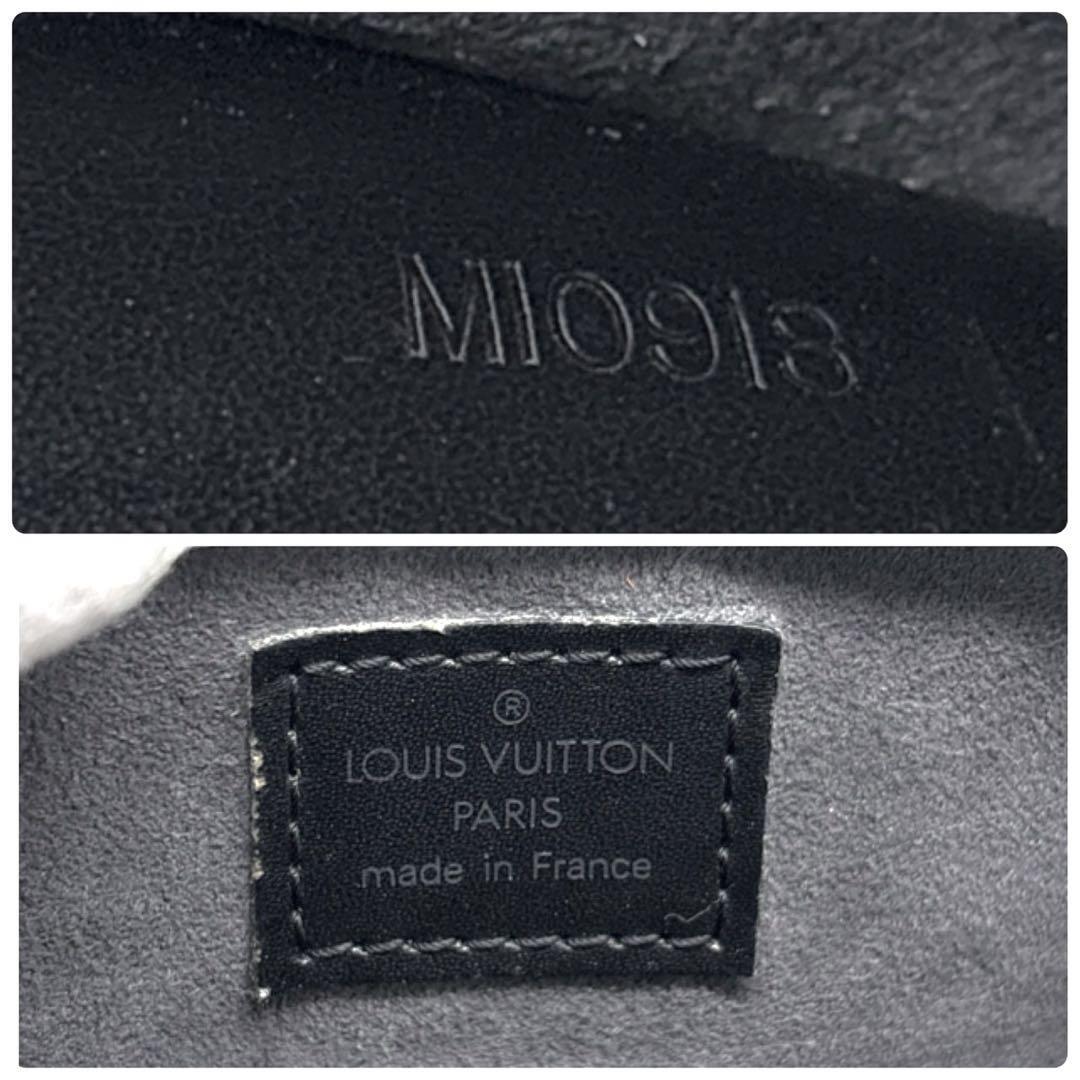 MI0913
®
LOUIS VUITTON
PARIS
made in France